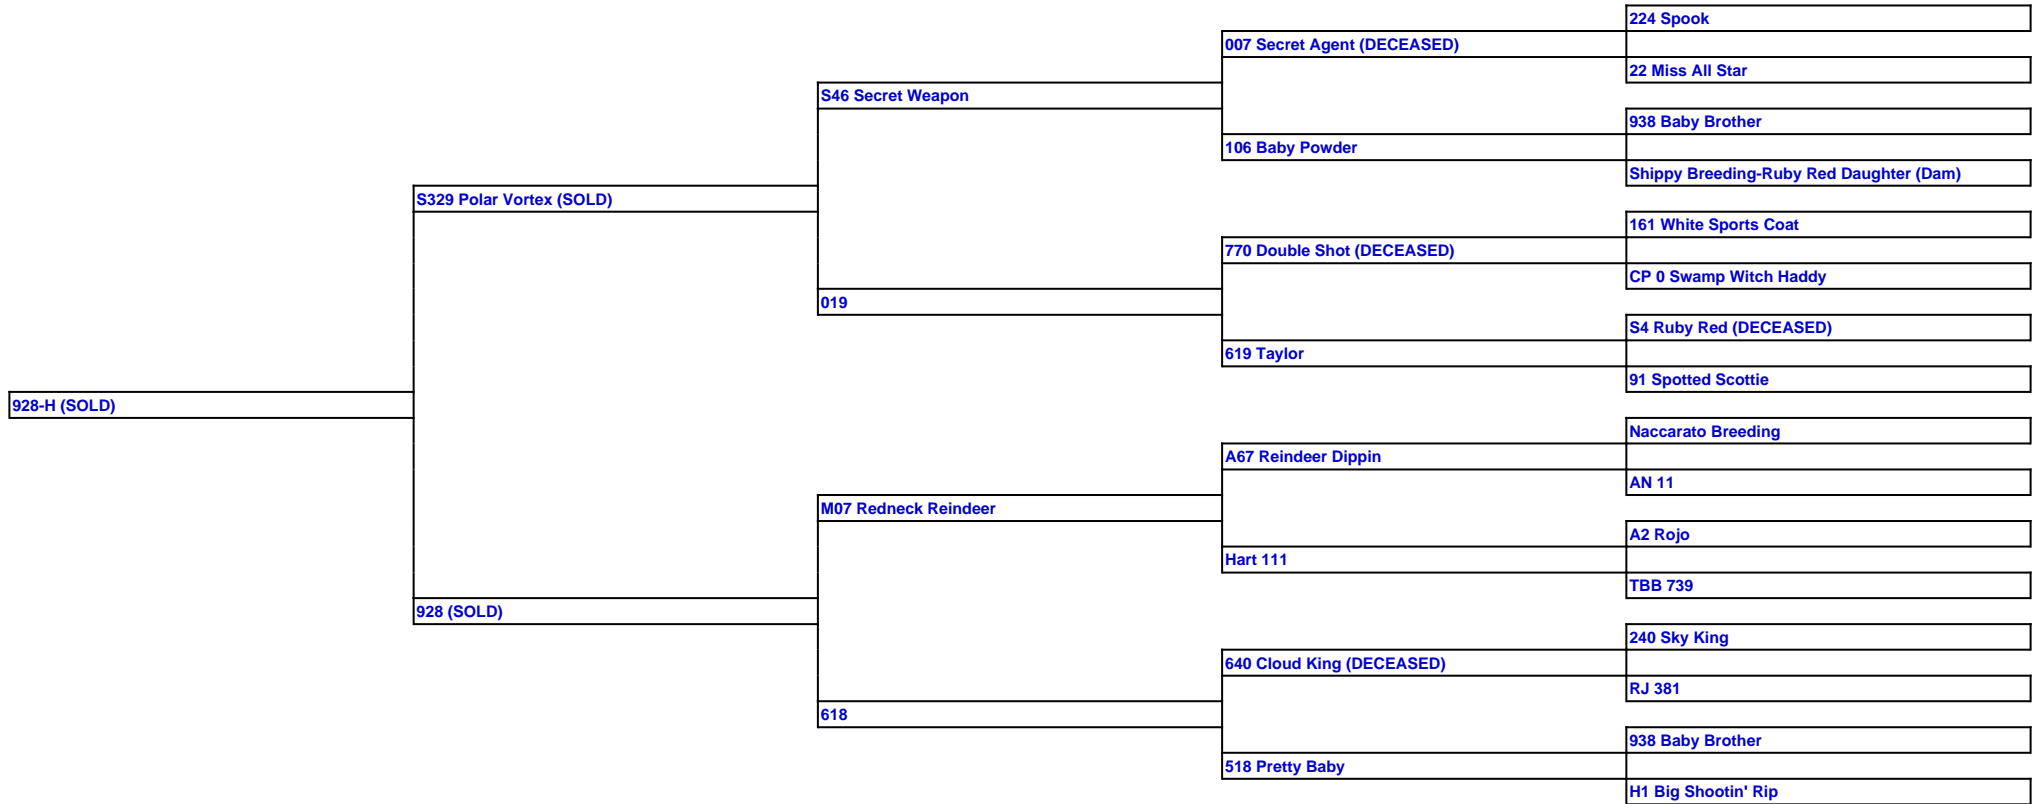 224 Spook
007 Secret Agent (DECEASED)
22 Miss All Star
S46 Secret Weapon
938 Baby Brother
106 Baby Powder
Shippy Breeding-Ruby Red Daughter (Dam)
S329 Polar Vortex (SOLD)
161 White Sports Coat
770 Double Shot (DECEASED)
CP 0 Swamp Witch Haddy
019
S4 Ruby Red (DECEASED)
619 Taylor
91 Spotted Scottie
928-H (SOLD)
Naccarato Breeding
A67 Reindeer Dippin
AN 11
M07 Redneck Reindeer
A2 Rojo
Hart 111
TBB 739
928 (SOLD)
240 Sky King
640 Cloud King (DECEASED)
RJ 381
618
938 Baby Brother
518 Pretty Baby
H1 Big Shootin' Rip